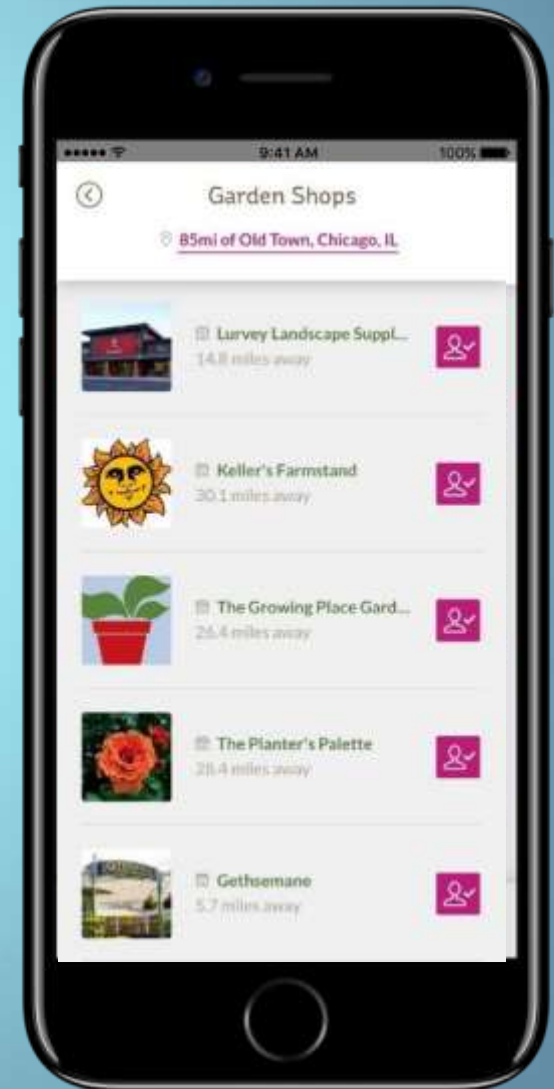 9:41 AM 100%
Garden Shops
85mi of Old Town, Chicago, IL
Lurvey Landscape Suppl...
14.8 miles away
Keller's Farmstand
30.1 miles away
The Growing Place Gard...
26.4 miles away
The Planter's Palette
28.4 miles away
Gethsemane
5.7 miles away